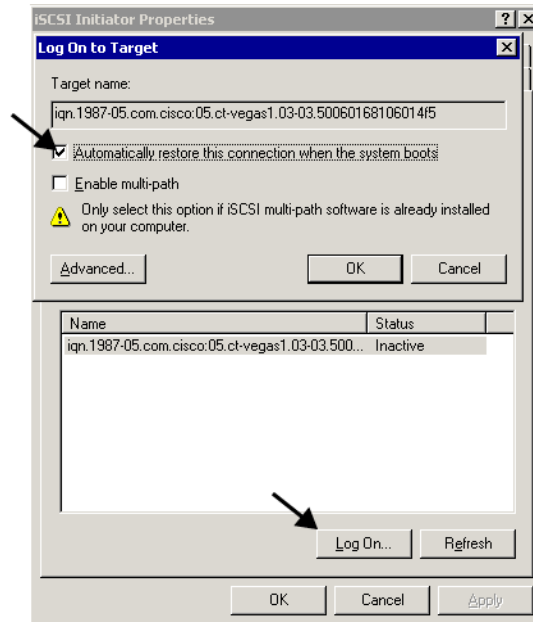 iSCSI Initiator Properties
Log On to Target
Target name:
iqn.1987-05.com.cisco:05.ct-vegas1.03-03.50060168106014f5
Automatically restore this connection when the system boots
Enable multi-path
Only select this option if iSCSI multi-path software is already installed
on your computer.
Advanced... OK Cancel
Name Status
iqn.1987-05.com.cisco:05.ct-vegas1.03-03.500... Inactive
Log On... Refresh
OK Cancel Apply